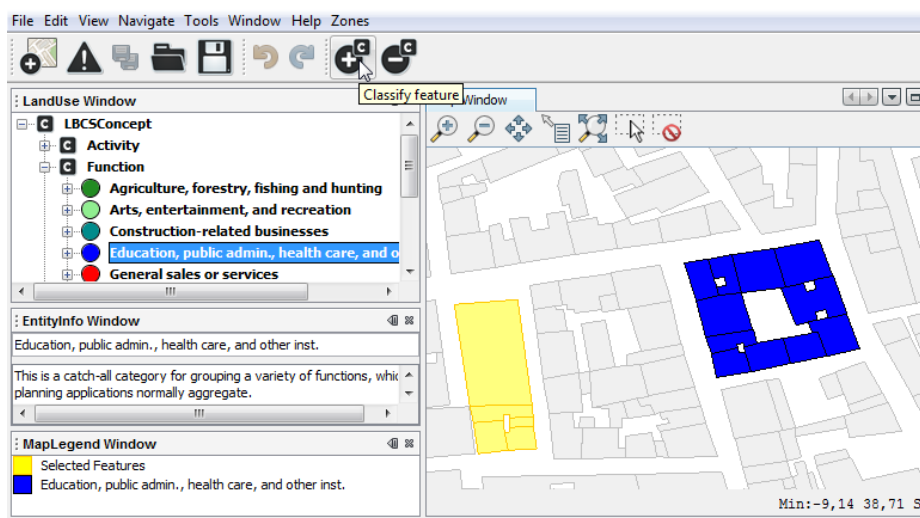 File Edit View Navigate Tools Window Help Zones
C C
Classify feature
LandUse Window
Window
C LBCSConcept
C Activity
C Function
Agriculture, forestry, fishing and hunting
Arts, entertainment, and recreation
Construction-related businesses
Education, public admin., health care, and o
General sales or services
EntityInfo Window
Education, public admin., health care, and other inst.
This is a catch-all category for grouping a variety of functions, whic
planning applications normally aggregate.
MapLegend Window
Selected Features
Education, public admin., health care, and other inst.
Min:-9,14 38,71 S